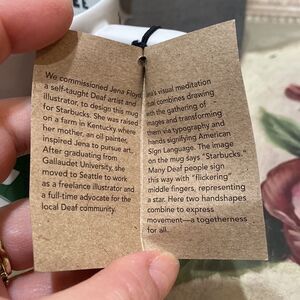 We commissioned Jena Floyd,
a self-taught Deaf artist and
illustrator, to design this mug
for Starbucks. She was raised
on a farm in Kentucky where
her mother, an oil painter,
inspired Jena to pursue art.
After graduating from
Gallaudet University, she
moved to Seattle to work
as a freelance illustrator and
a full-time advocate for the
local Deaf community.
visual meditation
combines drawing
with the gathering of
images and transforming
them via typography and
hands signifying American
Sign Language. The image
on the mug says "Starbucks."
Many Deaf people sign
this way with "flickering"
middle fingers, representing
a star. Here two handshapes
combine to express
movement—a togetherness
for all.